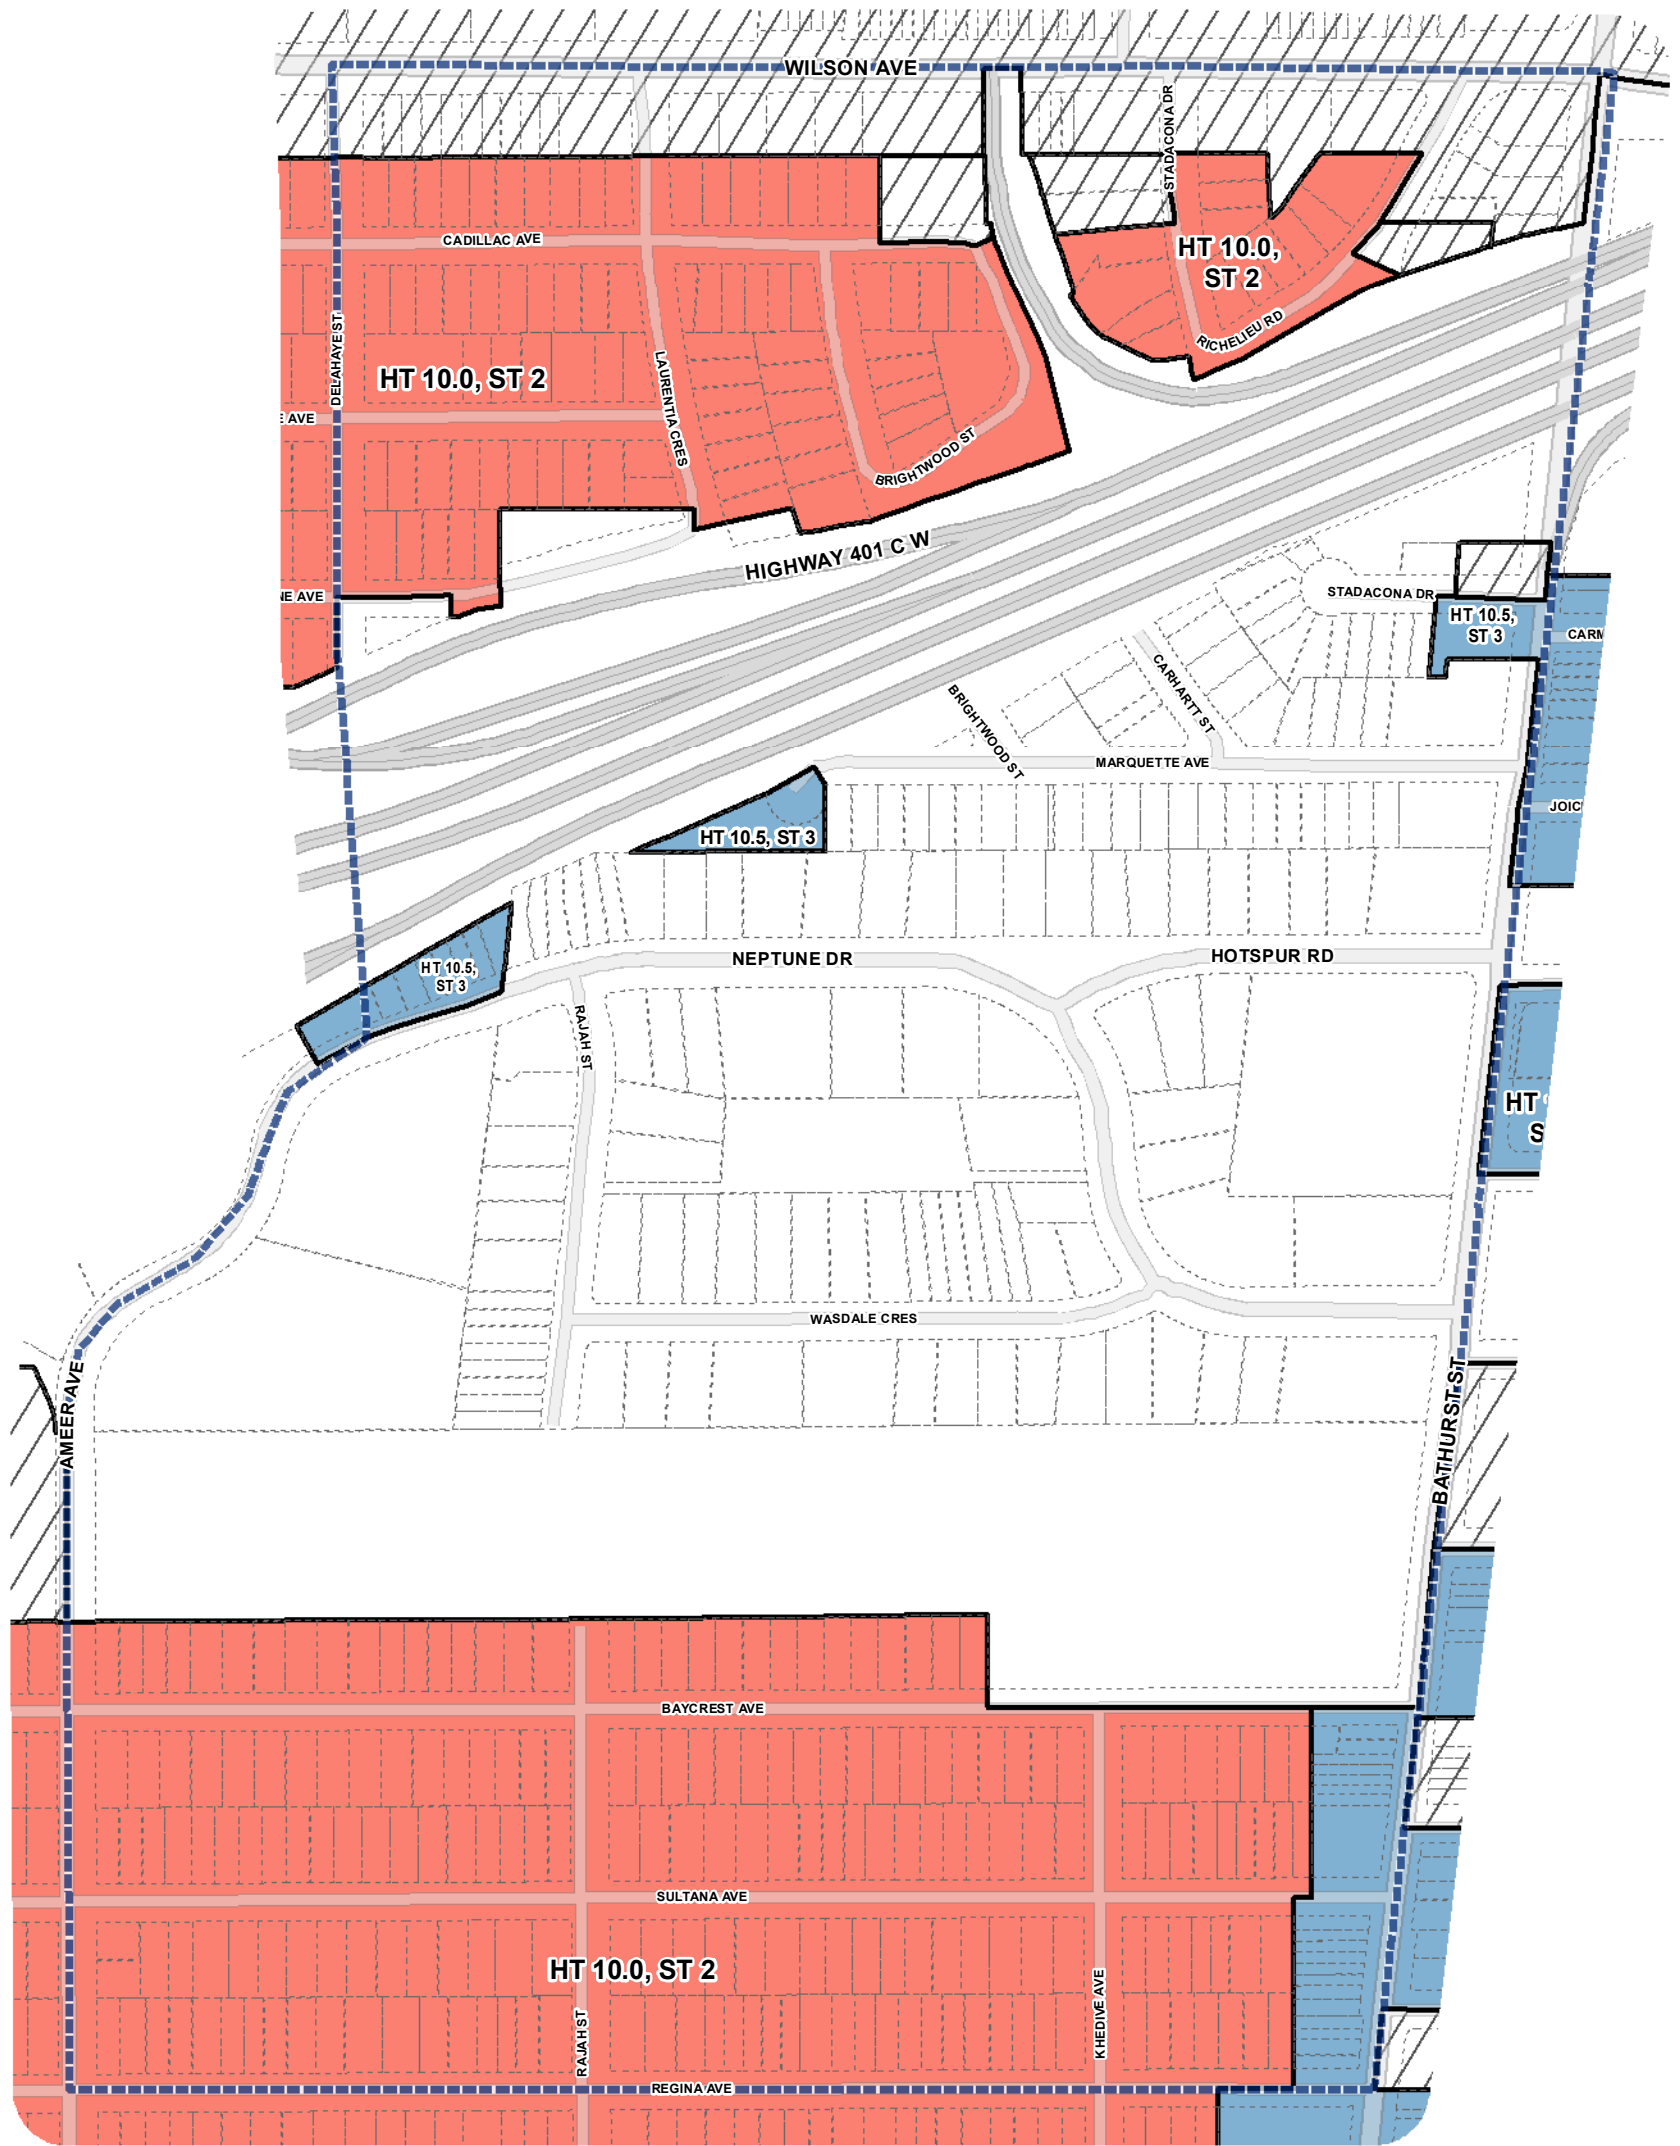 WILSON AVE
STADACONA DR
CADILLAC AVE
HT 10.0,
ST 2
DELAHAYE ST
RICHELIEU RD
LAURENTIA CRES
HT 10.0, ST 2
E AVE
BRIGHTWOOD ST
HIGHWAY 401 C W
NE AVE
STADACONA DR
HT 10.5,
ST 3
CARM
CARHARTT ST
BRIGHTWOOD ST
MARQUETTE AVE
JOIC
HT 10.5, ST 3
NEPTUNE DR
HOTSPUR RD
HT 10.5,
ST 3
RAJAH ST
HT
S
WASDALE CRES
AMEER AVE
BATHURST ST
BAYCREST AVE
SULTANA AVE
HT 10.0, ST 2
RAJAH ST
KHEDIVE AVE
REGINA AVE